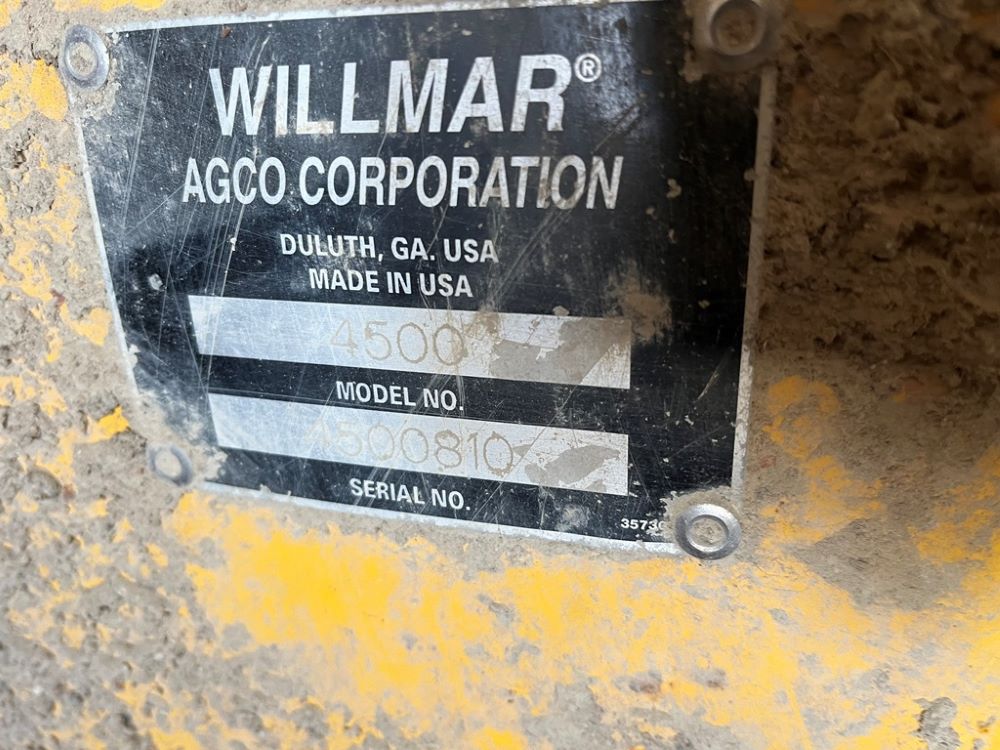 WILLMAR®
AGCO CORPORATION
DULUTH, GA. USA
MADE IN USA
4500
MODEL NO.
4500810
SERIAL NO.